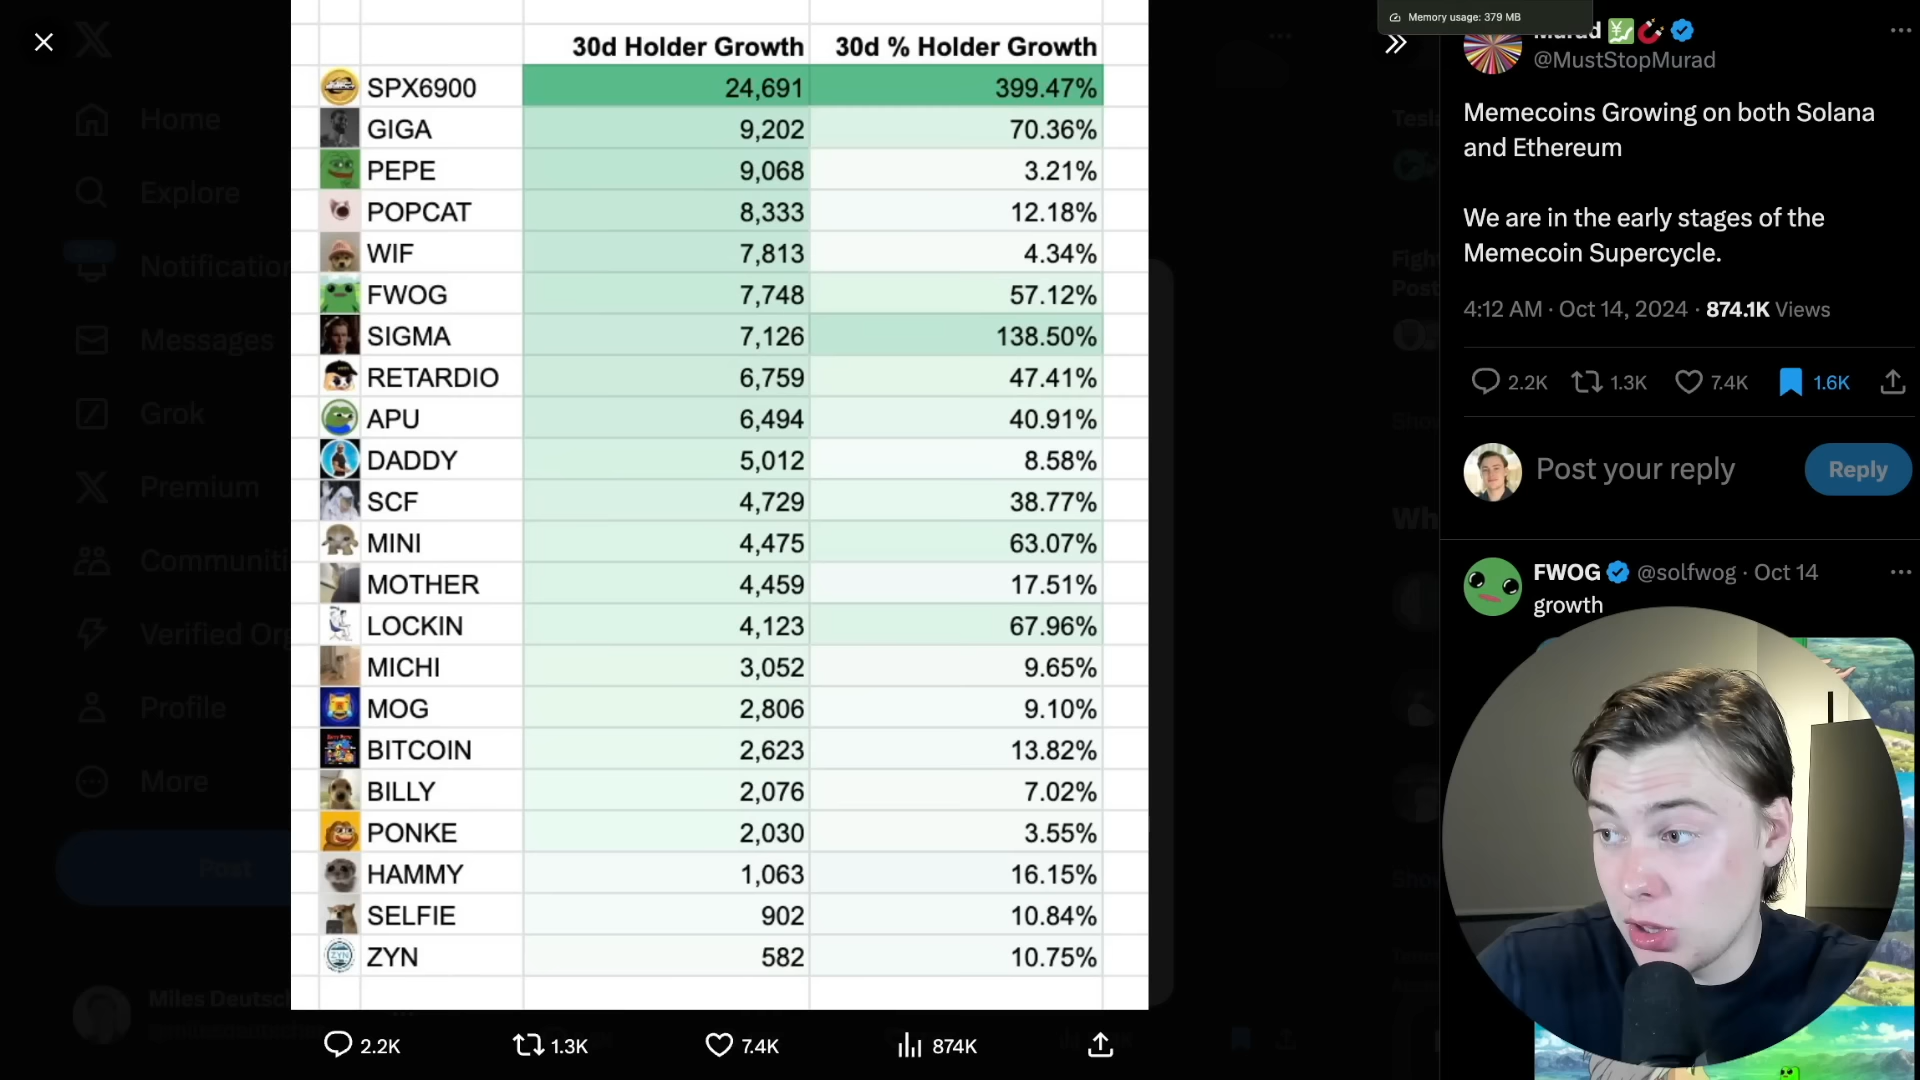 Memory usage: 379 MB
30d Holder Growth 30d % Holder Growth
SPX6900 24,691 399.47%
GIGA 9,202 70.36%
PEPE 9,068 3.21%
POPCAT 8,333 12.18%
WIF 7,813 4.34%
FWOG 7,748 57.12%
SIGMA 7,126 138.50%
RETARDIO 6,759 47.41%
APU 6,494 40.91%
DADDY 5,012 8.58%
SCF 4,729 38.77%
MINI 4,475 63.07%
MOTHER 4,459 17.51%
LOCKIN 4,123 67.96%
MICHI 3,052 9.65%
MOG 2,806 9.10%
BITCOIN 2,623 13.82%
BILLY 2,076 7.02%
PONKE 2,030 3.55%
HAMMY 1,063 16.15%
SELFIE 902 10.84%
ZYN 582 10.75%
2.2K 1.3K 7.4K 874K
Home
Explore
Notification
Messages
Grok
Premium
Communiti
Verified Org
Profile
More
Post
Miles Deutsc
Murad
@MustStopMurad
Memecoins Growing on both Solana
and Ethereum
We are in the early stages of the
Memecoin Supercycle.
4:12 AM · Oct 14, 2024 · 874.1K Views
2.2K 1.3K 7.4K 1.6K
Post your reply Reply
FWOG @solfwog · Oct 14
growth